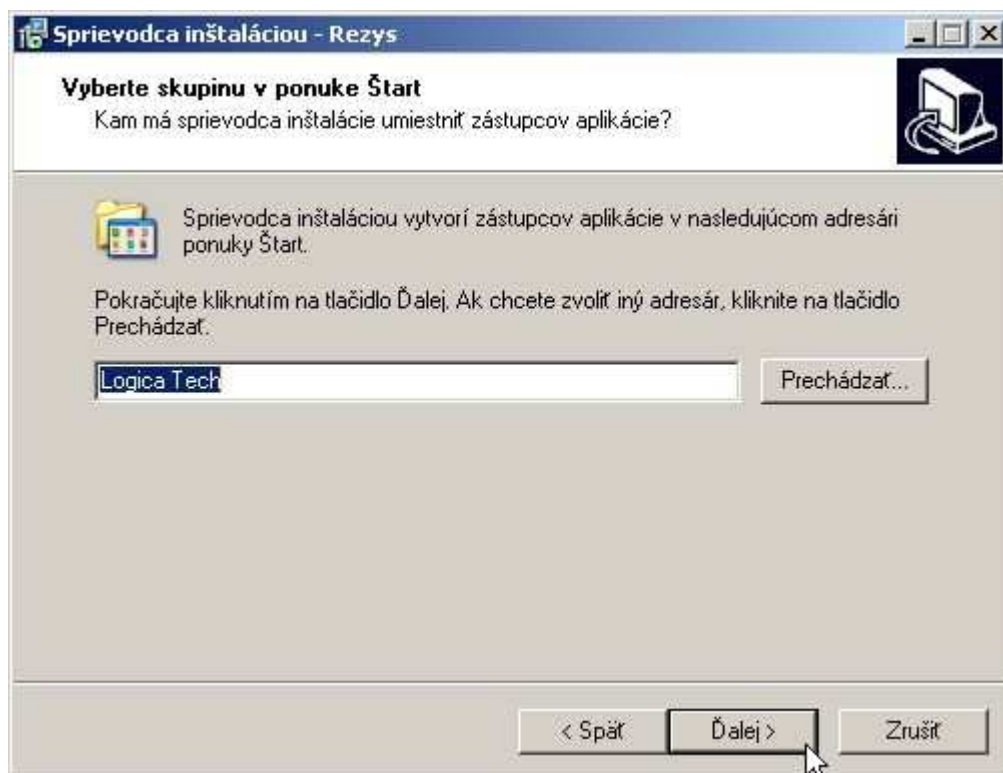 Sprievodca inštaláciou - Rezys
Vyberte skupinu v ponuke Štart
Kam má sprievodca inštalácie umiestniť zástupcov aplikácie?
Sprievodca inštaláciou vytvorí zástupcov aplikácie v nasledujúcom adresári
ponuky Štart.
Pokračujte kliknutím na tlačidlo Ďalej. Ak chcete zvoliť iný adresár, kliknite na tlačidlo
Prechádzať.
Logica Tech
Prechádzať...
< Späť
Ďalej >
Zrušiť